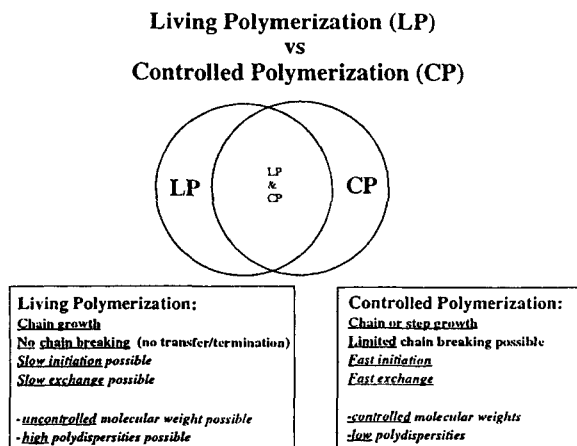 Living Polymerization (LP)
vs
Controlled Polymerization (CP)
LP
LP
&
CP
CP
Living Polymerization:
Chain growth
No chain breaking (no transfer/termination)
Slow initiation possible
Slow exchange possible
-uncontrolled molecular weight possible
-high polydispersities possible
Controlled Polymerization:
Chain or step growth
Limited chain breaking possible
Fast initiation
Fast exchange
-controlled molecular weights
-low polydispersities